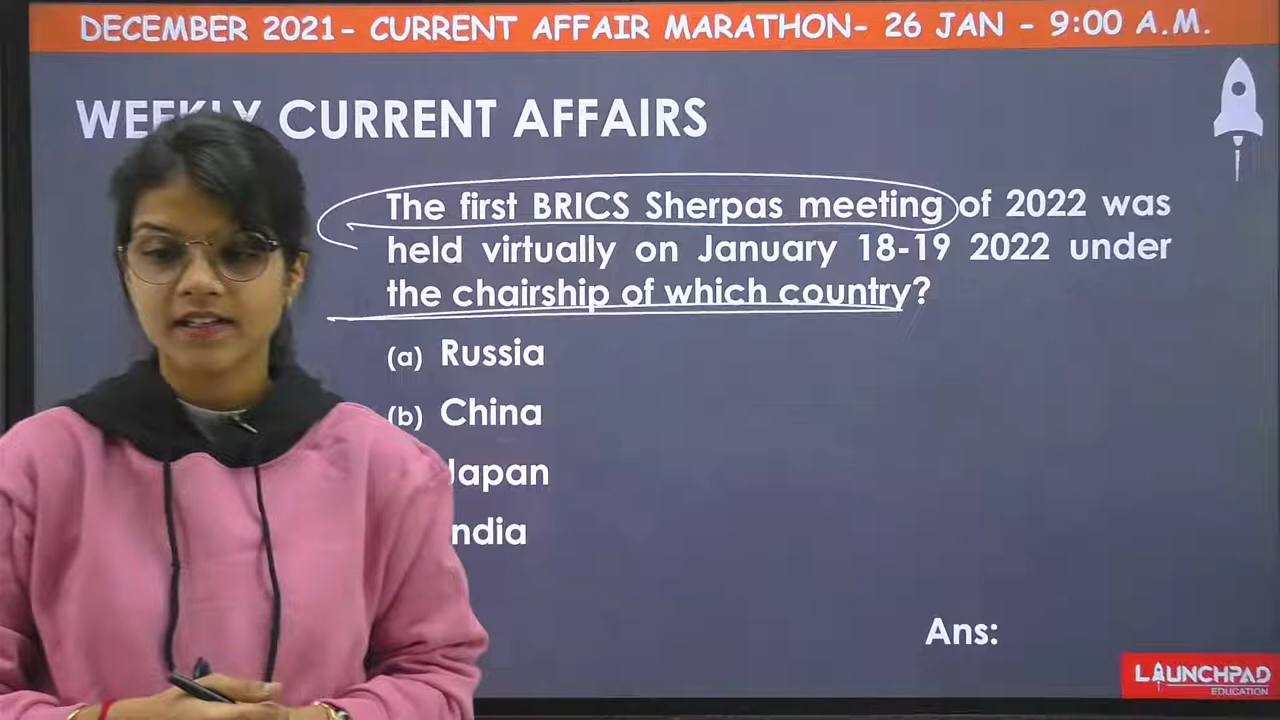 DECEMBER 2021- CURRENT AFFAIR MARATHON- 26 JAN - 9:00 A.M.
WEEKLY CURRENT AFFAIRS
The first BRICS Sherpas meeting of 2022 was
held virtually on January 18-19 2022 under
the chairship of which country?
(a) Russia
(b) China
Japan
India
Ans:
LAUNCHPAD
EDUCATION